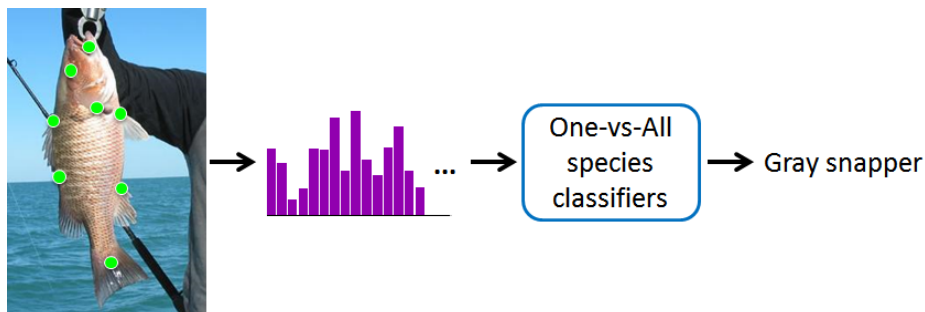 ...
One-vs-All
species
classifiers
Gray snapper